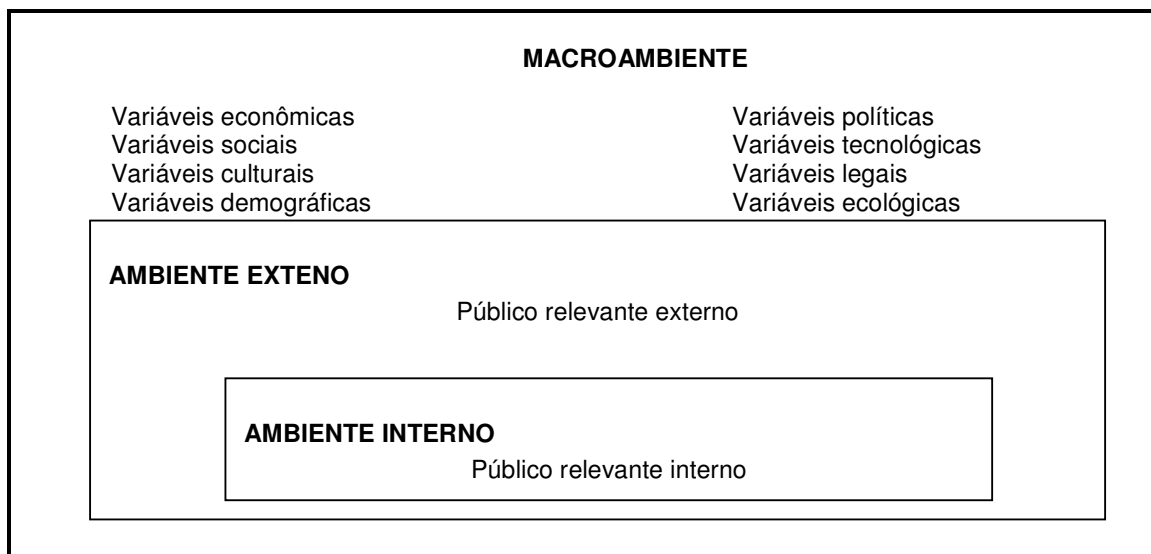 MACROAMBIENTE
Variáveis econômicas
Variáveis sociais
Variáveis culturais
Variáveis demográficas
Variáveis políticas
Variáveis tecnológicas
Variáveis legais
Variáveis ecológicas
AMBIENTE EXTENO
Público relevante externo
AMBIENTE INTERNO
Público relevante interno